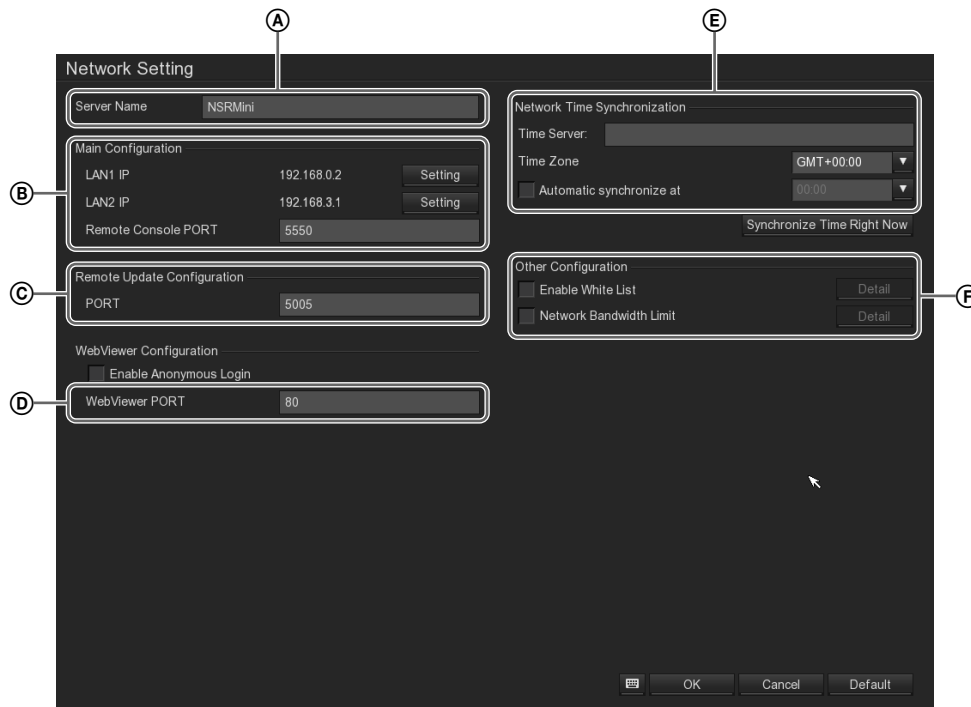 A
E
Network Setting
Server Name NSRMini
Main Configuration
LAN1 IP 192.168.0.2 Setting
LAN2 IP 192.168.3.1 Setting
Remote Console PORT 5550
B
Remote Update Configuration
PORT 5005
C
WebViewer Configuration
Enable Anonymous Login
WebViewer PORT 80
D
Network Time Synchronization
Time Server:
Time Zone GMT+00:00
Automatic synchronize at 00:00
Synchronize Time Right Now
Other Configuration
Enable White List Detail
Network Bandwidth Limit Detail
F
OK Cancel Default